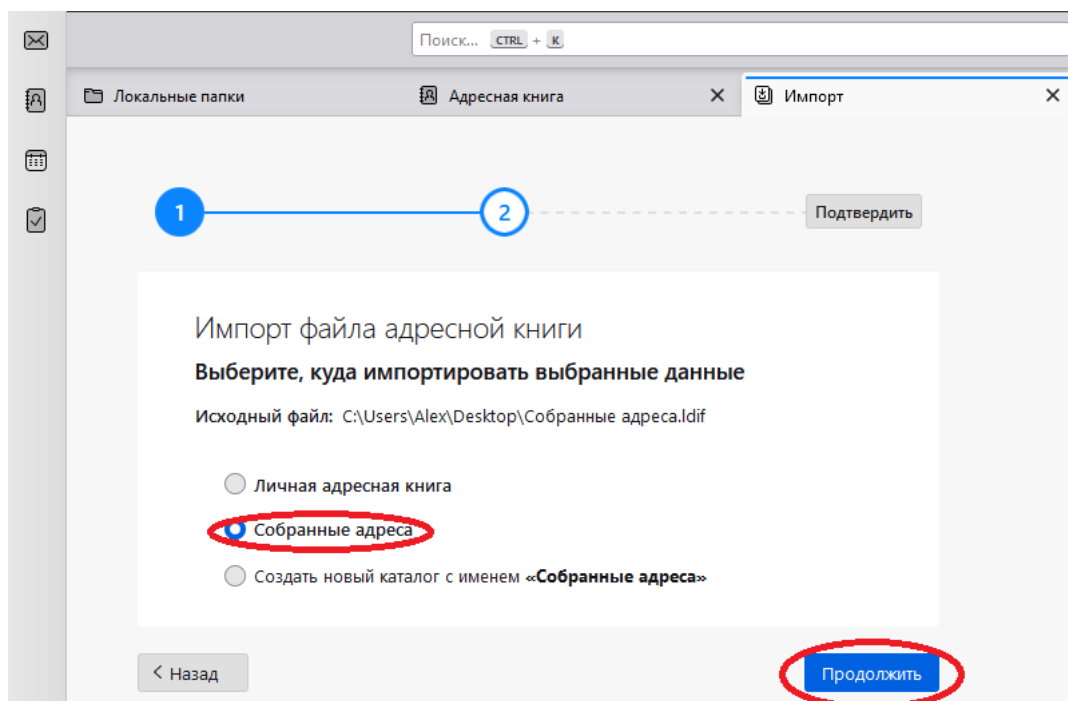 Поиск... CTRL + K
Локальные папки Адресная книга Импорт
1 2 Подтвердить
Импорт файла адресной книги
Выберите, куда импортировать выбранные данные
Исходный файл: C:\Users\Alex\Desktop\Собранные адреса.ldif
Личная адресная книга
Собранные адреса
Создать новый каталог с именем «Собранные адреса»
Назад Продолжить